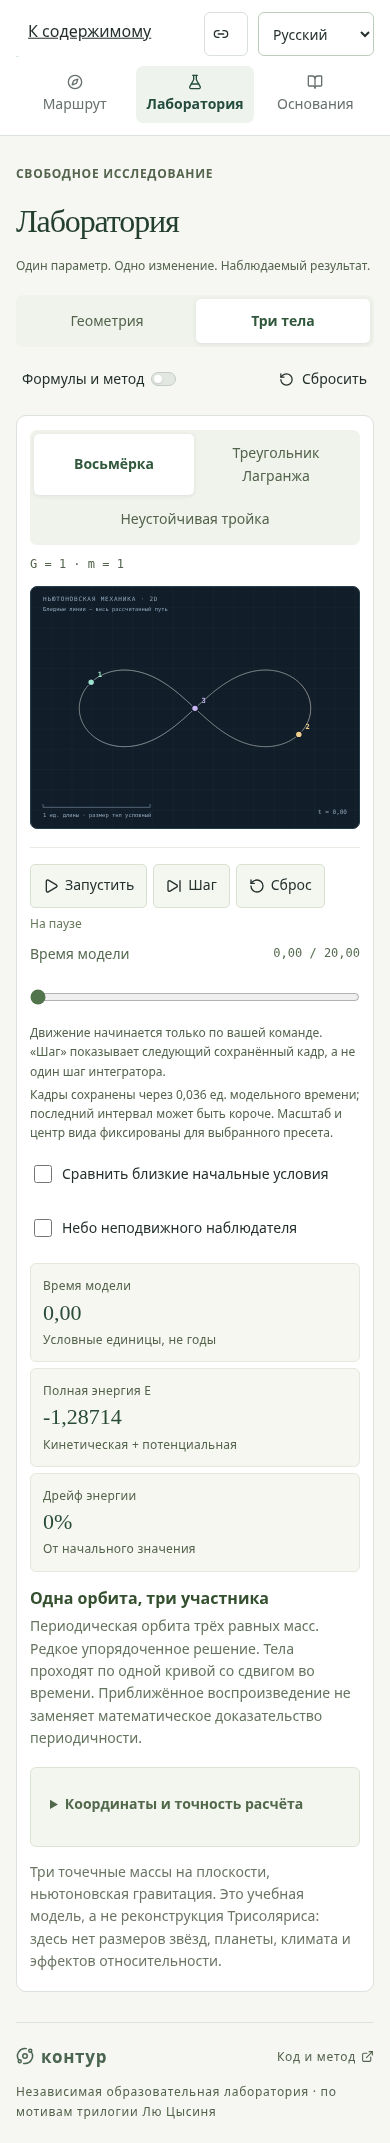 К содержимому
Русский
Маршрут
Лаборатория
Основания
СВОБОДНОЕ ИССЛЕДОВАНИЕ
Лаборатория
Один параметр. Одно изменение. Наблюдаемый результат.
Геометрия
Три тела
Формулы и метод
Сбросить
Восьмёрка
Треугольник
Лагранжа
Неустойчивая тройка
G = 1 · m = 1
НЬЮТОНОВСКАЯ МЕХАНИКА · 2D
Бледные линии — весь рассчитанный путь
1
3
2
1 ед. длины · размер тел условный
t = 0,00
Запустить
Шаг
Сброс
На паузе
Время модели
0,00 / 20,00
Движение начинается только по вашей команде.
«Шаг» показывает следующий сохранённый кадр, а не
один шаг интегратора.
Кадры сохранены через 0,036 ед. модельного времени;
последний интервал может быть короче. Масштаб и
центр вида фиксированы для выбранного пресета.
Сравнить близкие начальные условия
Небо неподвижного наблюдателя
Время модели
0,00
Условные единицы, не годы
Полная энергия E
-1,28714
Кинетическая + потенциальная
Дрейф энергии
0%
От начального значения
Одна орбита, три участника
Периодическая орбита трёх равных масс.
Редкое упорядоченное решение. Тела
проходят по одной кривой со сдвигом во
времени. Приближённое воспроизведение не
заменяет математическое доказательство
периодичности.
Координаты и точность расчёта
Три точечные массы на плоскости,
ньютоновская гравитация. Это учебная
модель, а не реконструкция Трисоляриса:
здесь нет размеров звёзд, планеты, климата и
эффектов относительности.
контур
Код и метод
Независимая образовательная лаборатория · по
мотивам трилогии Лю Цысиня